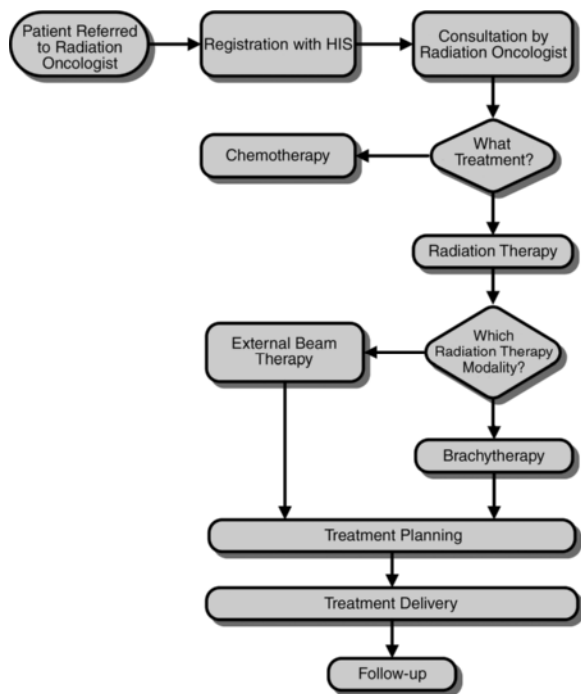 Patient Referred
to Radiation
Oncologist
Registration with HIS
Consultation by
Radiation Oncologist
What
Treatment?
Chemotherapy
Radiation Therapy
Which
Radiation Therapy
Modality?
External Beam
Therapy
Brachytherapy
Treatment Planning
Treatment Delivery
Follow-up